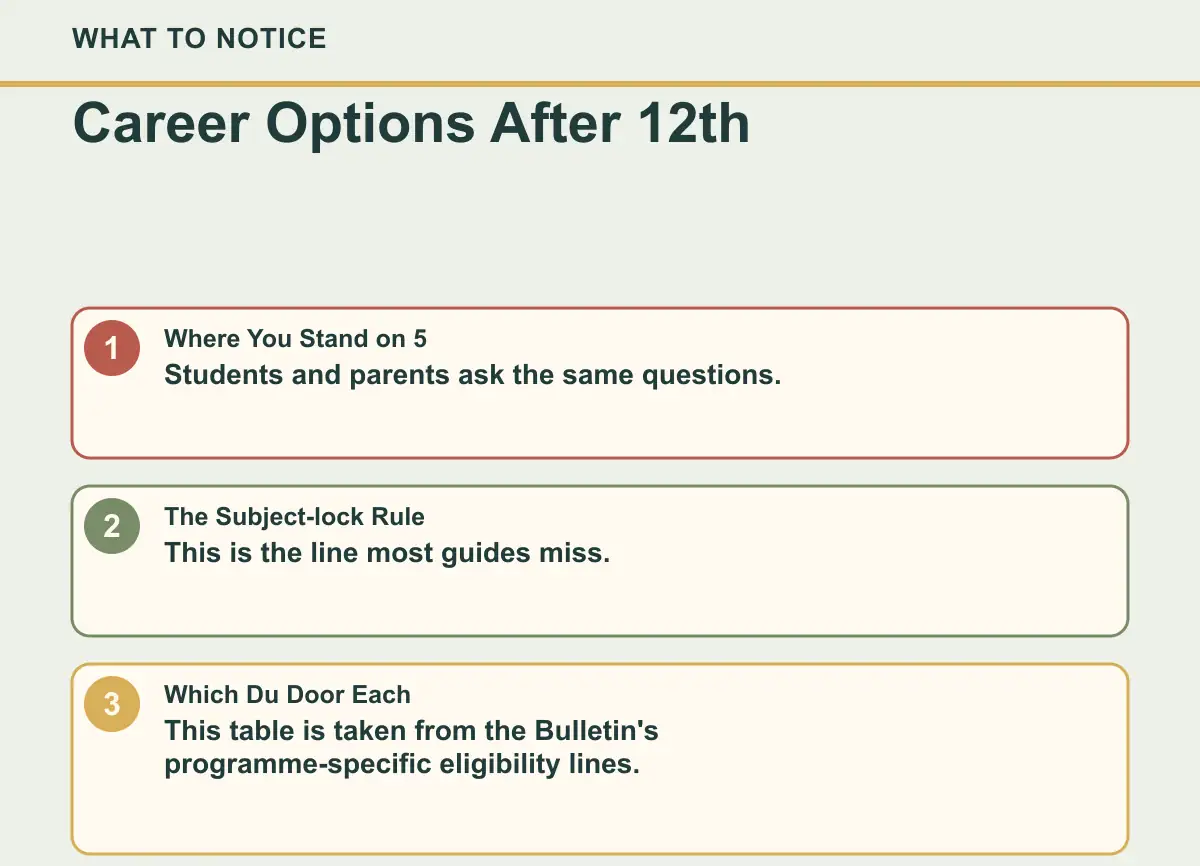 WHAT TO NOTICE
Career Options After 12th
1
Where You Stand on 5
Students and parents ask the same questions.
2
The Subject-lock Rule
This is the line most guides miss.
3
Which Du Door Each
This table is taken from the Bulletin's
programme-specific eligibility lines.